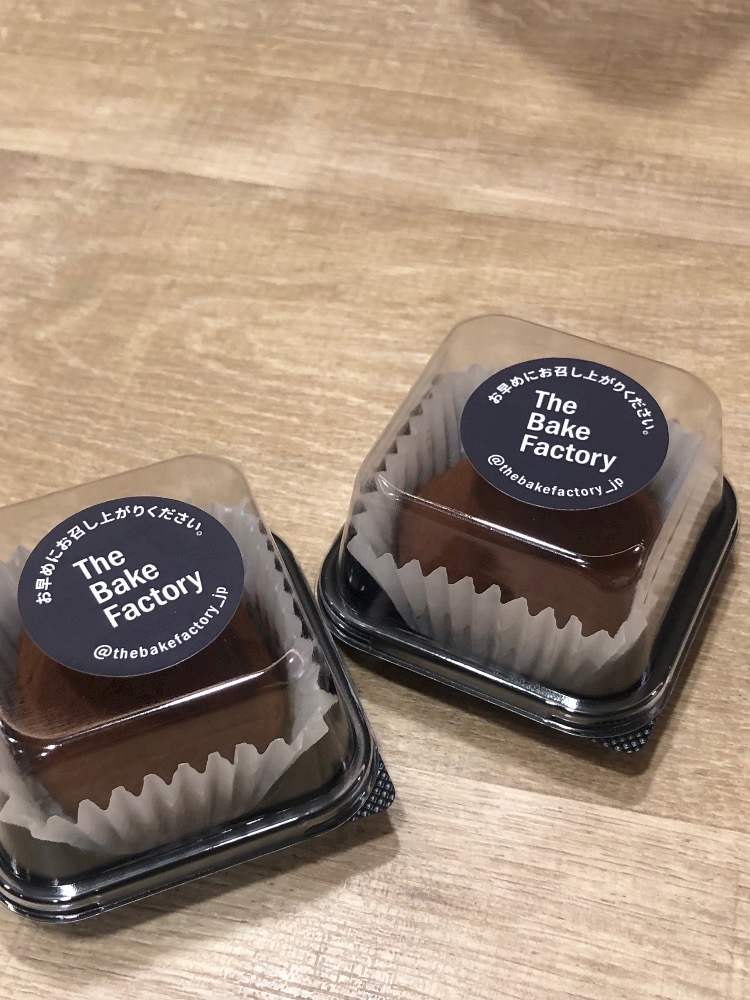 お早めにお召し上がりください。
The
Bake
Factory
@thebakefactory_jp
お早めにお召し上がりください。
The
Bake
Factory
@thebakefactory_jp